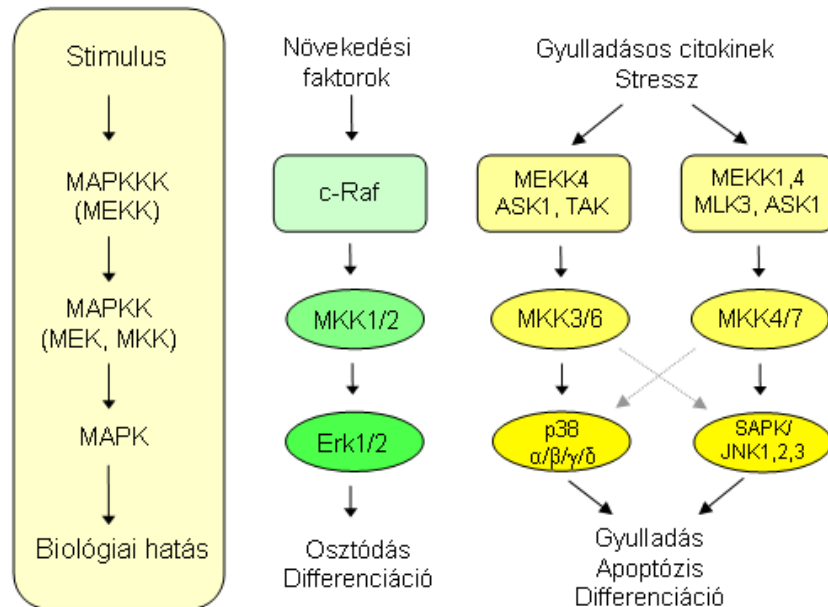 Stimulus
MAPKKK
(MEKK)
MAPKK
(MEK, MKK)
MAPK
Biológiai hatás
Növekedési
faktorok
c-Raf
MKK1/2
Erk1/2
Osztódás
Differenciáció
Gyulladásos citokinek
Stressz
MEKK4
ASK1, TAK
MKK3/6
p38
α/β/γ/δ
MEKK1,4
MLK3, ASK1
MKK4/7
SAPK/
JNK1,2,3
Gyulladás
Apoptózis
Differenciáció